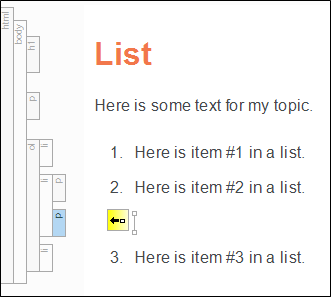 html
body
h1
p
ol
li
li
p
p
li
List
Here is some text for my topic.
1. Here is item #1 in a list.
2. Here is item #2 in a list.
3. Here is item #3 in a list.